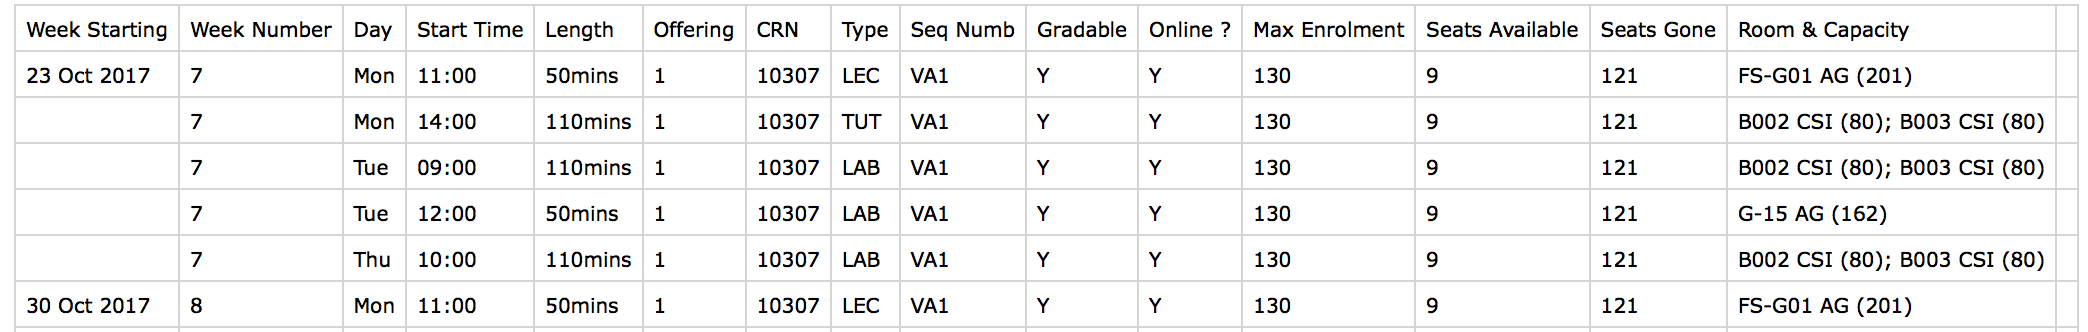 Week Starting Week Number Day Start Time Length Offering CRN Type Seq Numb Gradable Online ? Max Enrolment Seats Available Seats Gone Room & Capacity
23 Oct 2017 7 Mon 11:00 50mins 1 10307 LEC VA1 Y Y 130 9 121 FS-G01 AG (201)
7 Mon 14:00 110mins 1 10307 TUT VA1 Y Y 130 9 121 B002 CSI (80); B003 CSI (80)
7 Tue 09:00 110mins 1 10307 LAB VA1 Y Y 130 9 121 B002 CSI (80); B003 CSI (80)
7 Tue 12:00 50mins 1 10307 LAB VA1 Y Y 130 9 121 G-15 AG (162)
7 Thu 10:00 110mins 1 10307 LAB VA1 Y Y 130 9 121 B002 CSI (80); B003 CSI (80)
30 Oct 2017 8 Mon 11:00 50mins 1 10307 LEC VA1 Y Y 130 9 121 FS-G01 AG (201)